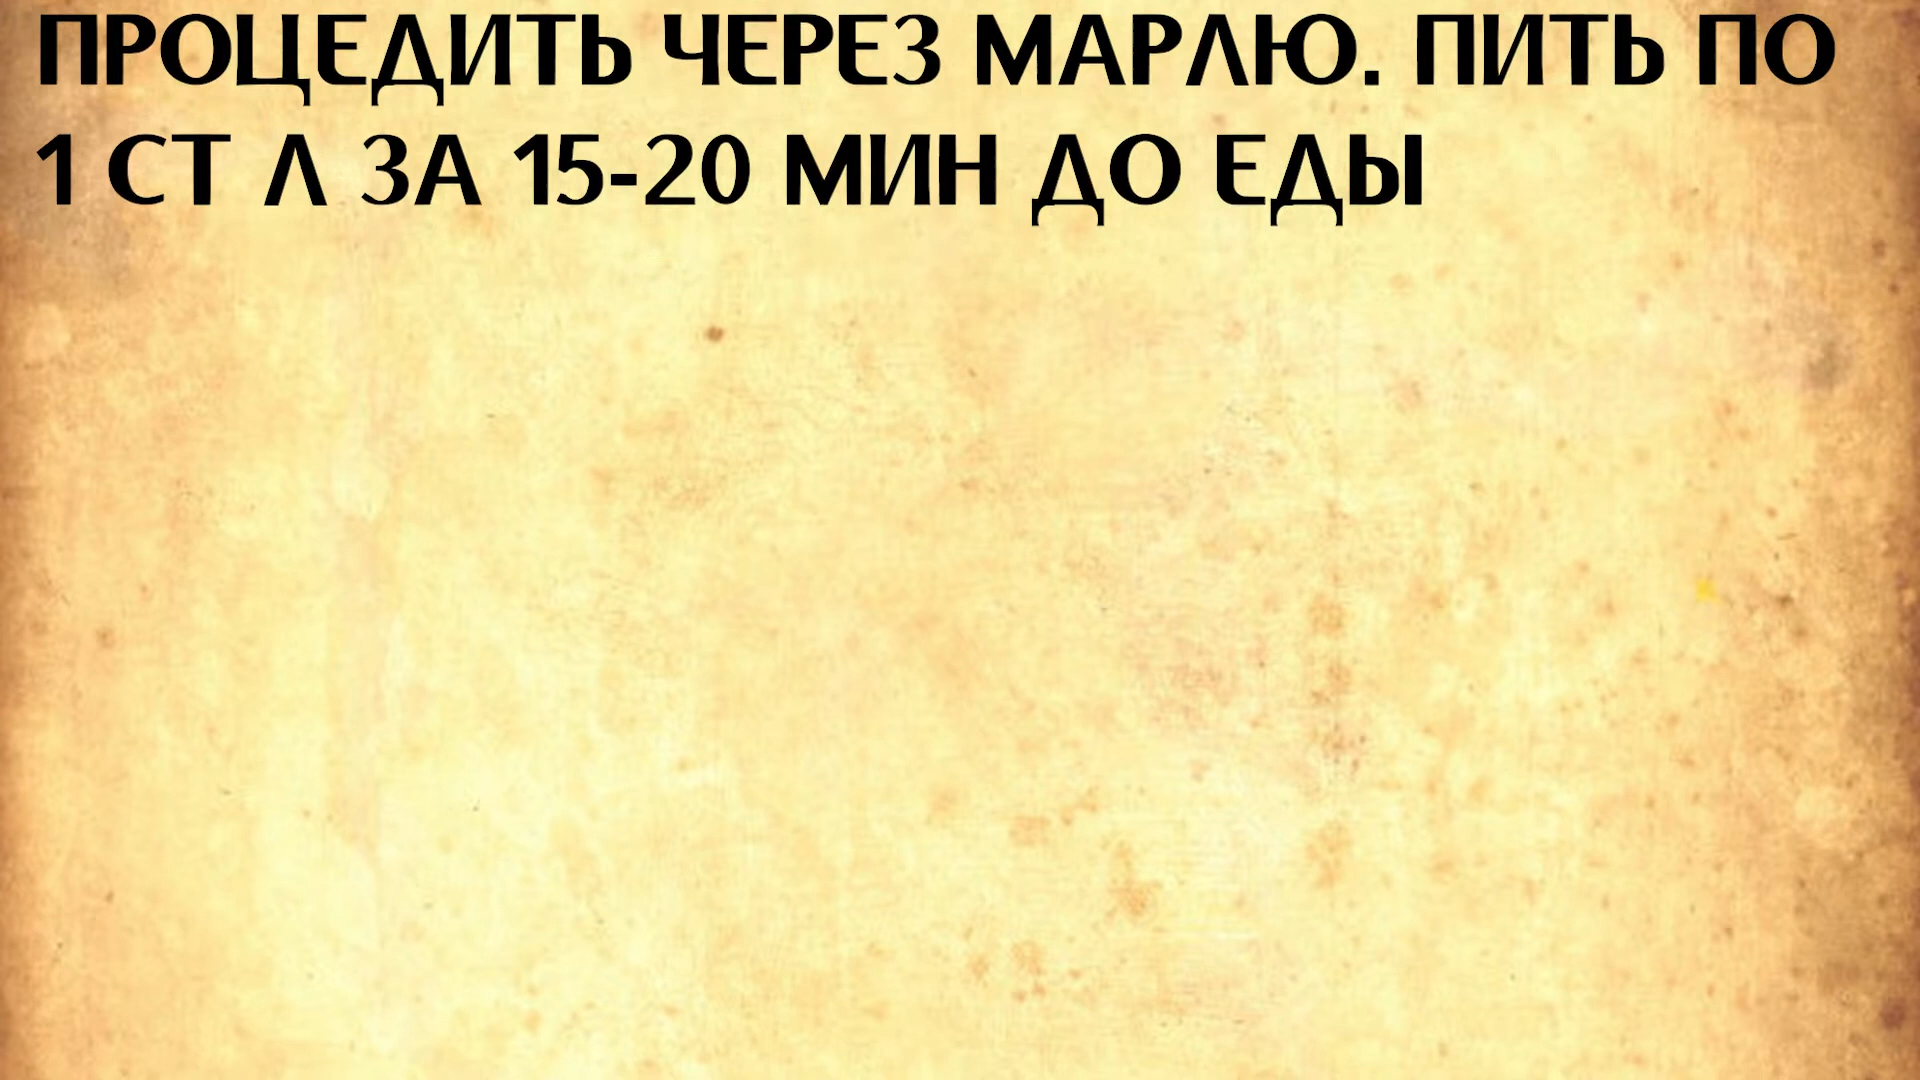 ПРОЦЕДИТЬ ЧЕРЕЗ МАРЛЮ. ПИТЬ ПО
1 СТ Л ЗА 15-20 МИН ДО ЕДЫ